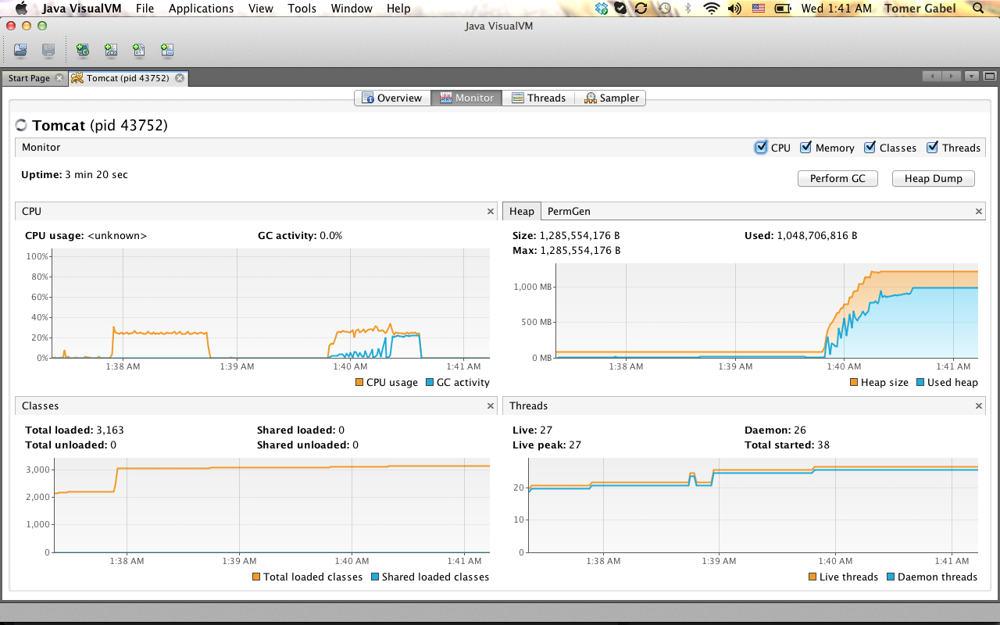 Java VisualVM File Applications View Tools Window Help Wed 1:41 AM Tomer Gabel
Java VisualVM
Start Page Tomcat (pid 43752)
Overview Monitor Threads Sampler
Tomcat (pid 43752)
Monitor CPU Memory Classes Threads
Uptime: 3 min 20 sec Perform GC Heap Dump
CPU
CPU usage: <unknown> GC activity: 0.0%
100%
80%
60%
40%
20%
0%
1:38 AM 1:39 AM 1:40 AM 1:41 AM
CPU usage GC activity
Heap PermGen
Size: 1,285,554,176 B Used: 1,048,706,816 B
Max: 1,285,554,176 B
1,000 MB
500 MB
0 MB
1:38 AM 1:39 AM 1:40 AM 1:41 AM
Heap size Used heap
Classes
Total loaded: 3,163 Shared loaded: 0
Total unloaded: 0 Shared unloaded: 0
3,000
2,000
1,000
0
1:38 AM 1:39 AM 1:40 AM 1:41 AM
Total loaded classes Shared loaded classes
Threads
Live: 27 Daemon: 26
Live peak: 27 Total started: 38
20
10
0
1:38 AM 1:39 AM 1:40 AM 1:41 AM
Live threads Daemon threads